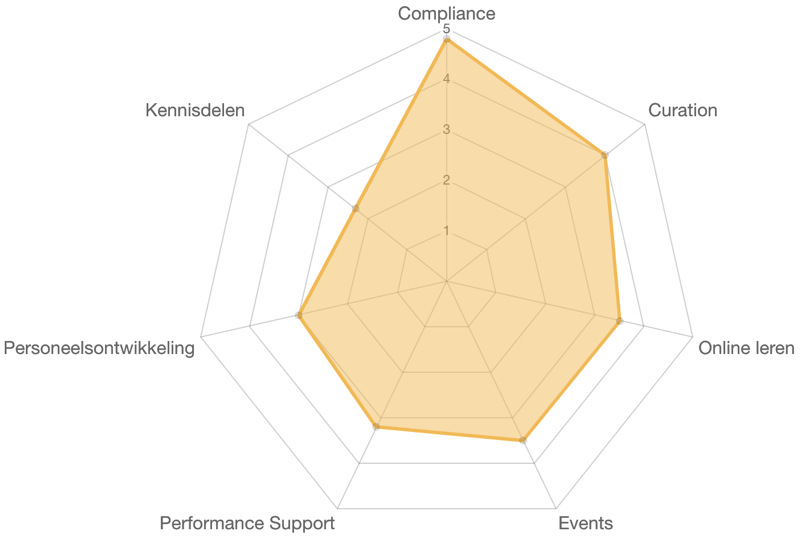 Compliance
5
Kennisdelen
Curation
4
3
2
1
Personeelsontwikkeling
Online leren
Performance Support
Events